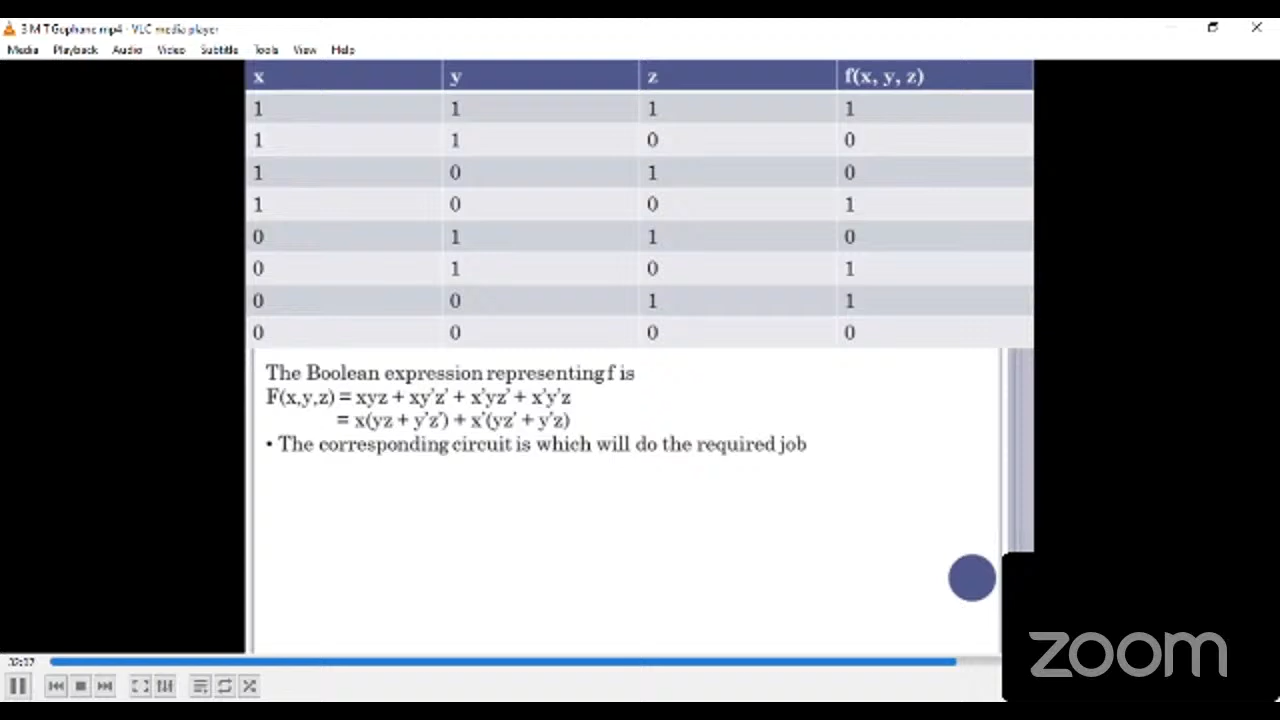 3 M T Gophane.mp4 - VLC media player
Media Playback Audio Video Subtitle Tools View Help
x y z f(x, y, z)
1 1 1 1
1 1 0 0
1 0 1 0
1 0 0 1
0 1 1 0
0 1 0 1
0 0 1 1
0 0 0 0
The Boolean expression representing f is
F(x,y,z) = xyz + xy'z' + x'yz' + x'y'z
= x(yz + y'z') + x'(yz' + y'z)
• The corresponding circuit is which will do the required job
zoom